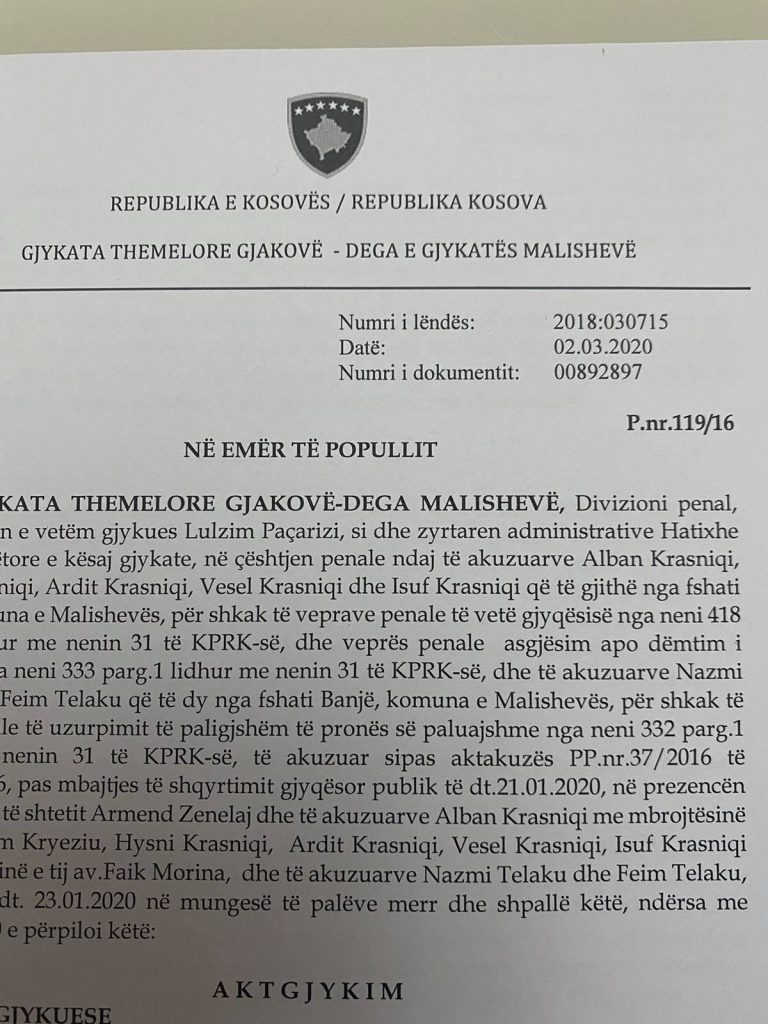 REPUBLIKA E KOSOVËS / REPUBLIKA KOSOVA
GJYKATA THEMELORE GJAKOVË - DEGA E GJYKATËS MALISHEVË
Numri i lëndës: 2018:030715
Datë: 02.03.2020
Numri i dokumentit: 00892897
P.nr.119/16
NË EMËR TË POPULLIT
KATA THEMELORE GJAKOVË-DEGA MALISHEVË, Divizioni penal,
n e vetëm gjykues Lulzim Paçarizi, si dhe zyrtaren administrative Hatixhe
ëtore e kësaj gjykate, në çështjen penale ndaj të akuzuarve Alban Krasniqi,
niqi, Ardit Krasniqi, Vesel Krasniqi dhe Isuf Krasniqi që të gjithë nga fshati
una e Malishevës, për shkak të veprave penale të vetë gjyqësisë nga neni 418
ur me nenin 31 të KPRK-së, dhe veprës penale asgjësim apo dëmtim i
a neni 333 parg.1 lidhur me nenin 31 të KPRK-së, dhe të akuzuarve Nazmi
Feim Telaku që të dy nga fshati Banjë, komuna e Malishevës, për shkak të
le të uzurpimit të paligjshëm të pronës së paluajshme nga neni 332 parg.1
nenin 31 të KPRK-së, të akuzuar sipas aktakuzës PP.nr.37/2016 të
6, pas mbajtjes të shqyrtimit gjyqësor publik të dt.21.01.2020, në prezencën
të shtetit Armend Zenelaj dhe të akuzuarve Alban Krasniqi me mbrojtësinë
m Kryeziu, Hysni Krasniqi, Ardit Krasniqi, Vesel Krasniqi, Isuf Krasniqi
inë e tij av.Faik Morina, dhe të akuzuarve Nazmi Telaku dhe Feim Telaku,
dt. 23.01.2020 në mungesë të palëve merr dhe shpallë këtë, ndërsa me
e përpiloi këtë:
A K T G J Y K I M
GJYKUESE